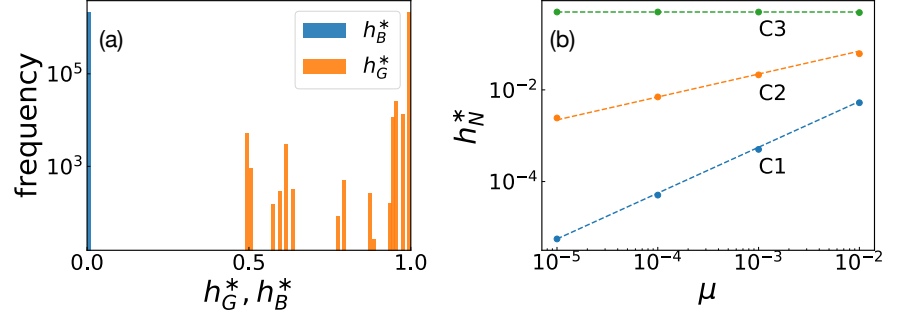 (a)
h*_B
h*_G
10^5
10^3
frequency
0.0 0.5 1.0
h*_G, h*_B
(b)
C3
C2
C1
10^-2
10^-4
h*_N
10^-5 10^-4 10^-3 10^-2
μ